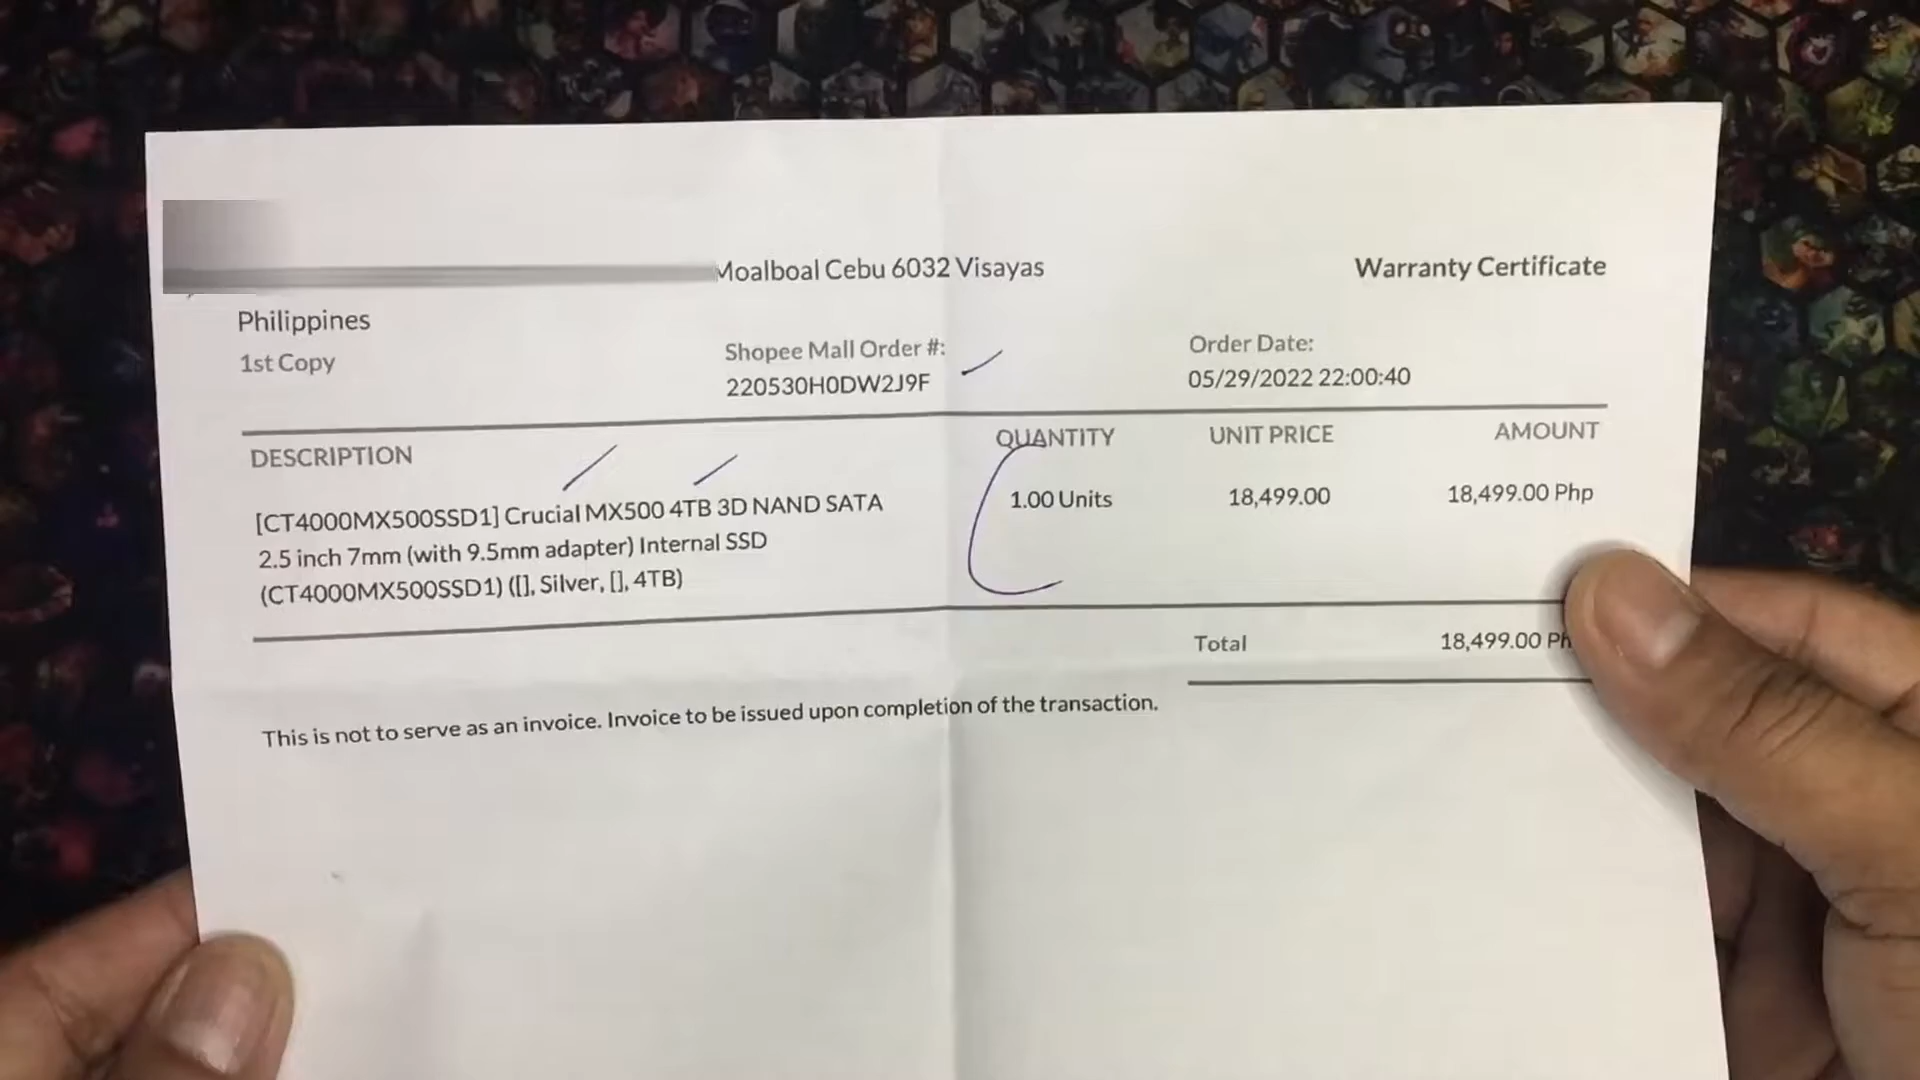 Moalboal Cebu 6032 Visayas
Warranty Certificate
Philippines
1st Copy
Shopee Mall Order #:
220530H0DW2J9F
Order Date:
05/29/2022 22:00:40
DESCRIPTION QUANTITY UNIT PRICE AMOUNT
[CT4000MX500SSD1] Crucial MX500 4TB 3D NAND SATA 1.00 Units 18,499.00 18,499.00 Php
2.5 inch 7mm (with 9.5mm adapter) Internal SSD
(CT4000MX500SSD1) ([], Silver, [], 4TB)
Total 18,499.00 Ph
This is not to serve as an invoice. Invoice to be issued upon completion of the transaction.